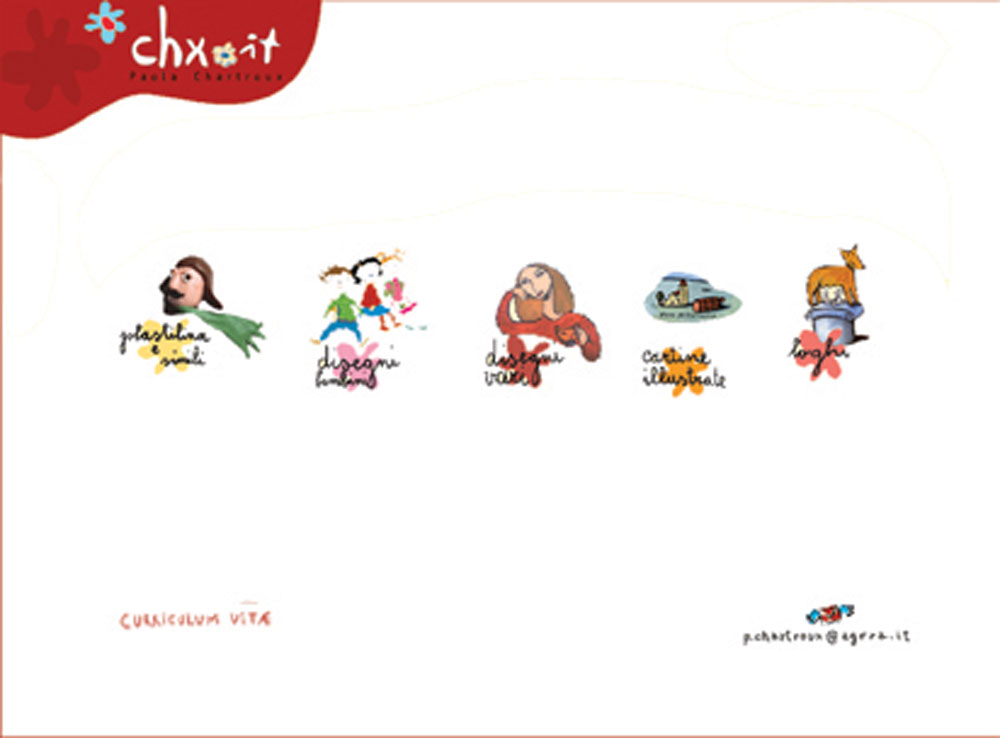 chx.it
Paola Chartroux
plastilina
e
simili
disegni
bambini
disegni
vari
cartine
illustrate
loghi
CURRICULUM VITÆ
p.chartroux@agora.it